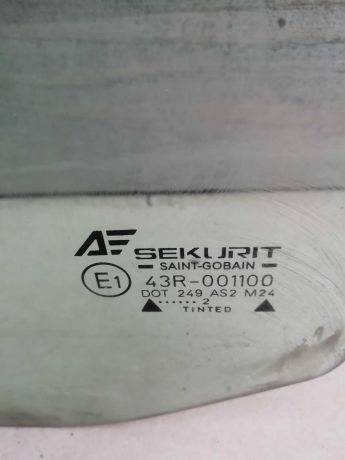 AF SEKURIT
SAINT-GOBAIN
E1 43R-001100
DOT 249 AS2 M24
......2
TINTED